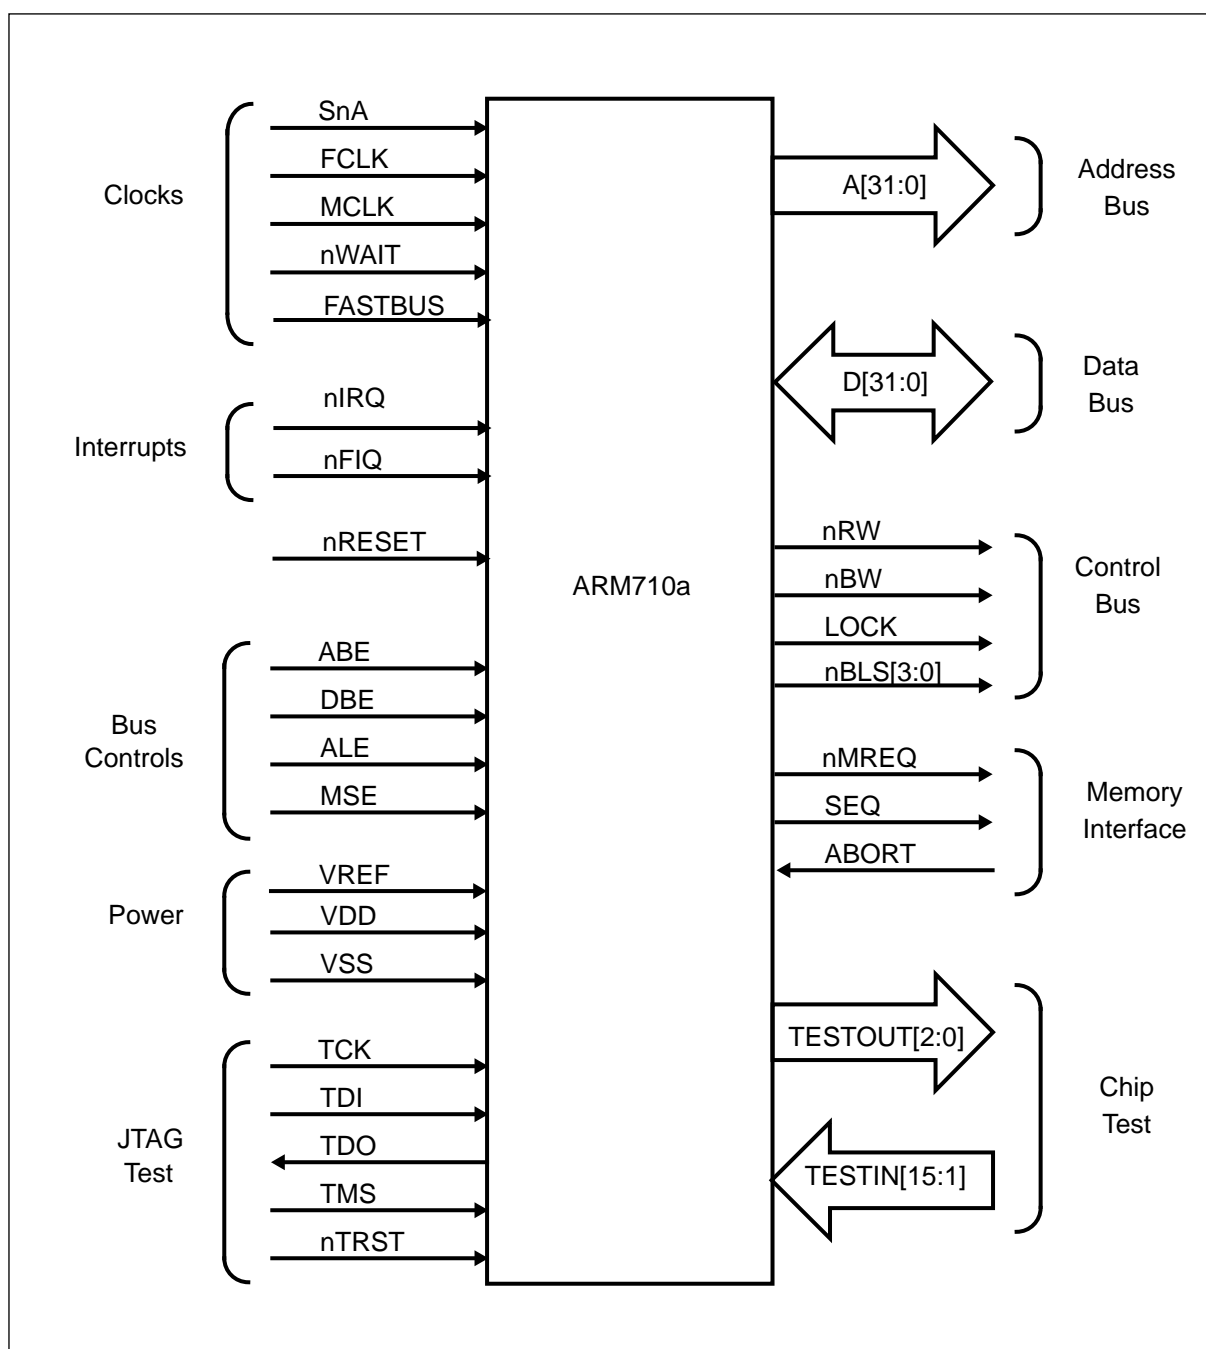 Clocks
SnA
FCLK
MCLK
nWAIT
FASTBUS
Interrupts
nIRQ
nFIQ
nRESET
Bus
Controls
ABE
DBE
ALE
MSE
Power
VREF
VDD
VSS
JTAG
Test
TCK
TDI
TDO
TMS
nTRST
ARM710a
A[31:0]
Address
Bus
D[31:0]
Data
Bus
nRW
nBW
LOCK
nBLS[3:0]
Control
Bus
nMREQ
SEQ
ABORT
Memory
Interface
TESTOUT[2:0]
TESTIN[15:1]
Chip
Test